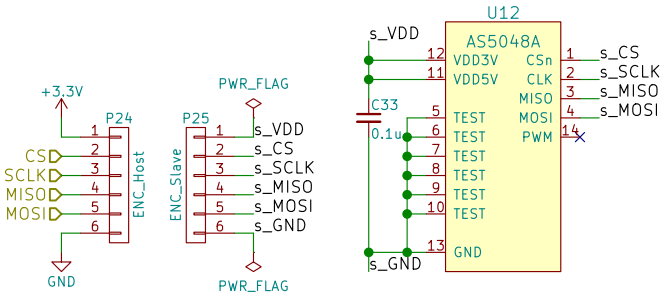 U12
AS5048A
s_VDD
12 VDD3V CSn 1 s_CS
11 VDD5V CLK 2 s_SCLK
MISO 3 s_MISO
MOSI 4 s_MOSI
PWM 14
C33
0.1u
5 TEST
6 TEST
7 TEST
8 TEST
9 TEST
10 TEST
13 GND
s_GND
+3.3V
P24
ENC_Host
1
CS 2
SCLK 3
MISO 4
MOSI 5
6
GND
PWR_FLAG
P25
ENC_Slave
1 s_VDD
2 s_CS
3 s_SCLK
4 s_MISO
5 s_MOSI
6 s_GND
PWR_FLAG